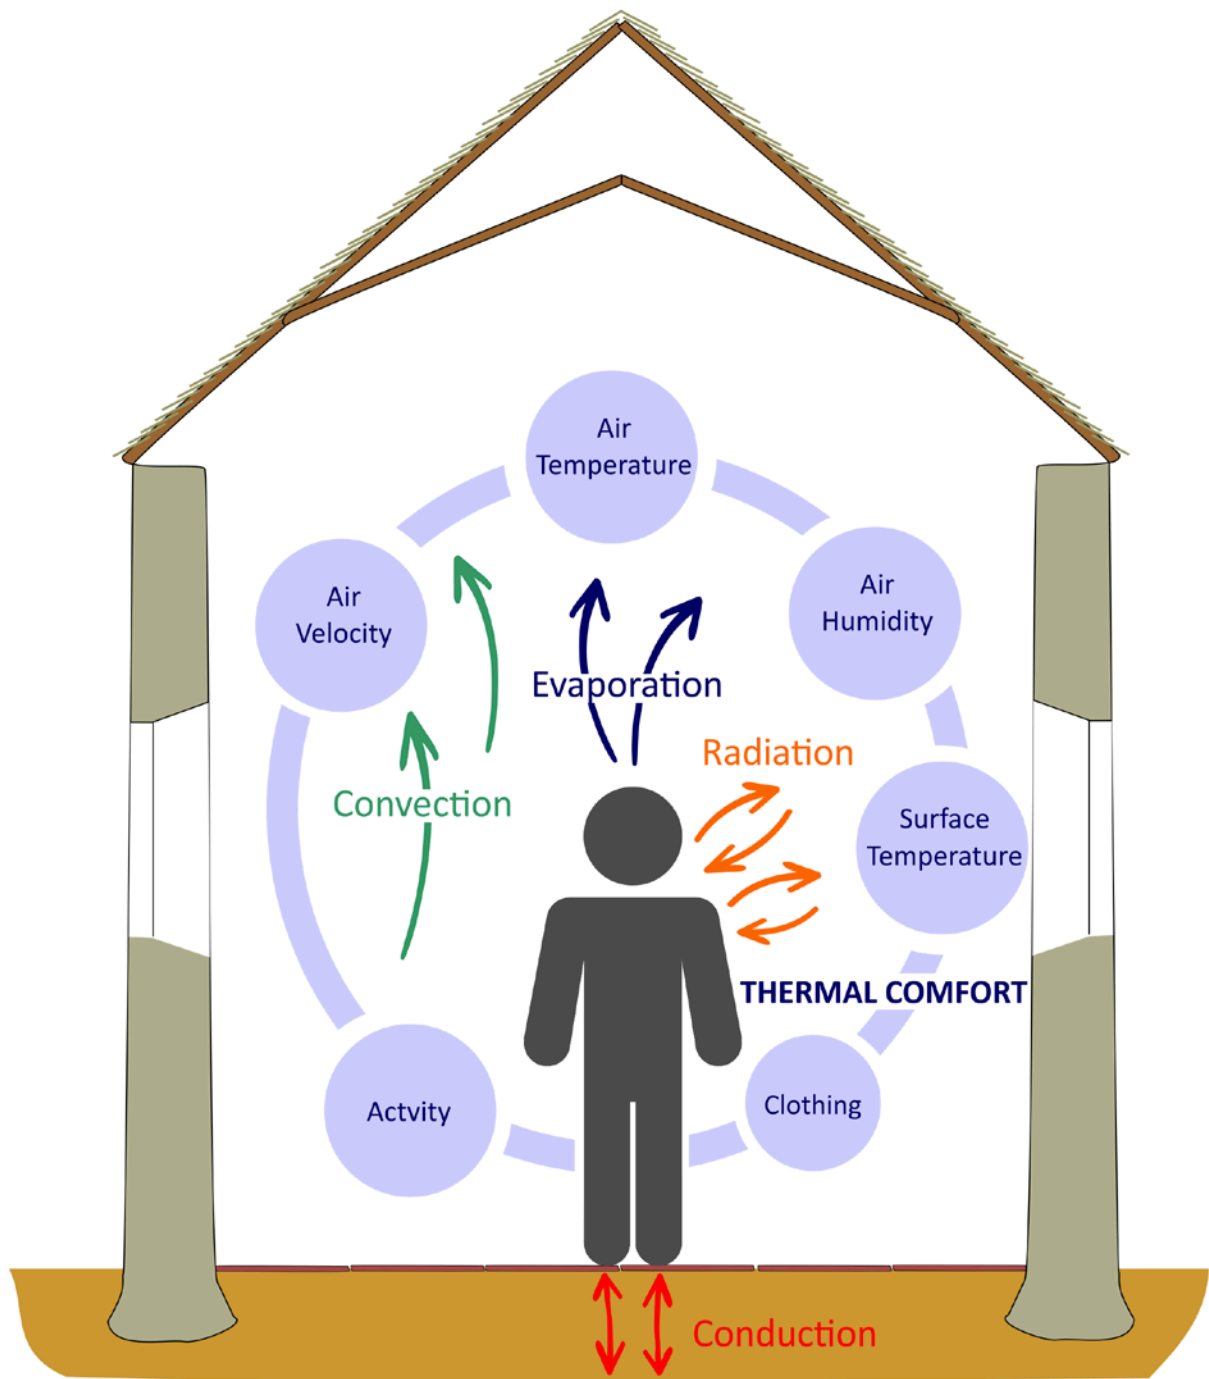 Air
Temperature
Air
Velocity
Air
Humidity
Evaporation
Radiation
Convection
Surface
Temperature
THERMAL COMFORT
Actvity
Clothing
Conduction